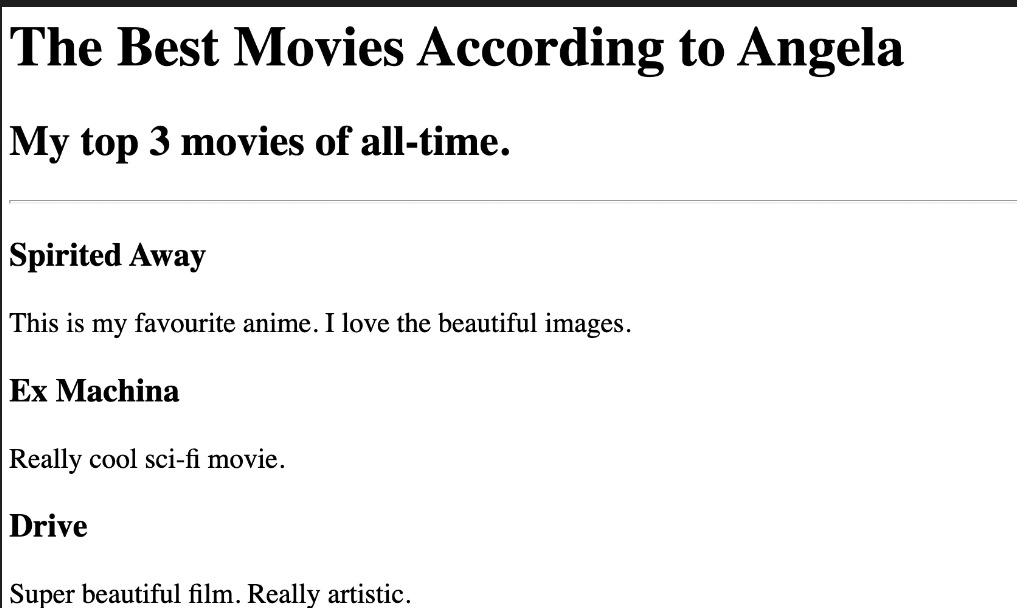 The Best Movies According to Angela
My top 3 movies of all-time.
Spirited Away
This is my favourite anime. I love the beautiful images.
Ex Machina
Really cool sci-fi movie.
Drive
Super beautiful film. Really artistic.